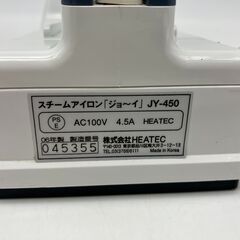 スチームアイロン「ジョ〜イ」 JY-450
PS E AC100V 4.5A HEATEC
06年製 製造番号 株式会社HEATEC
045355
Made in Korea